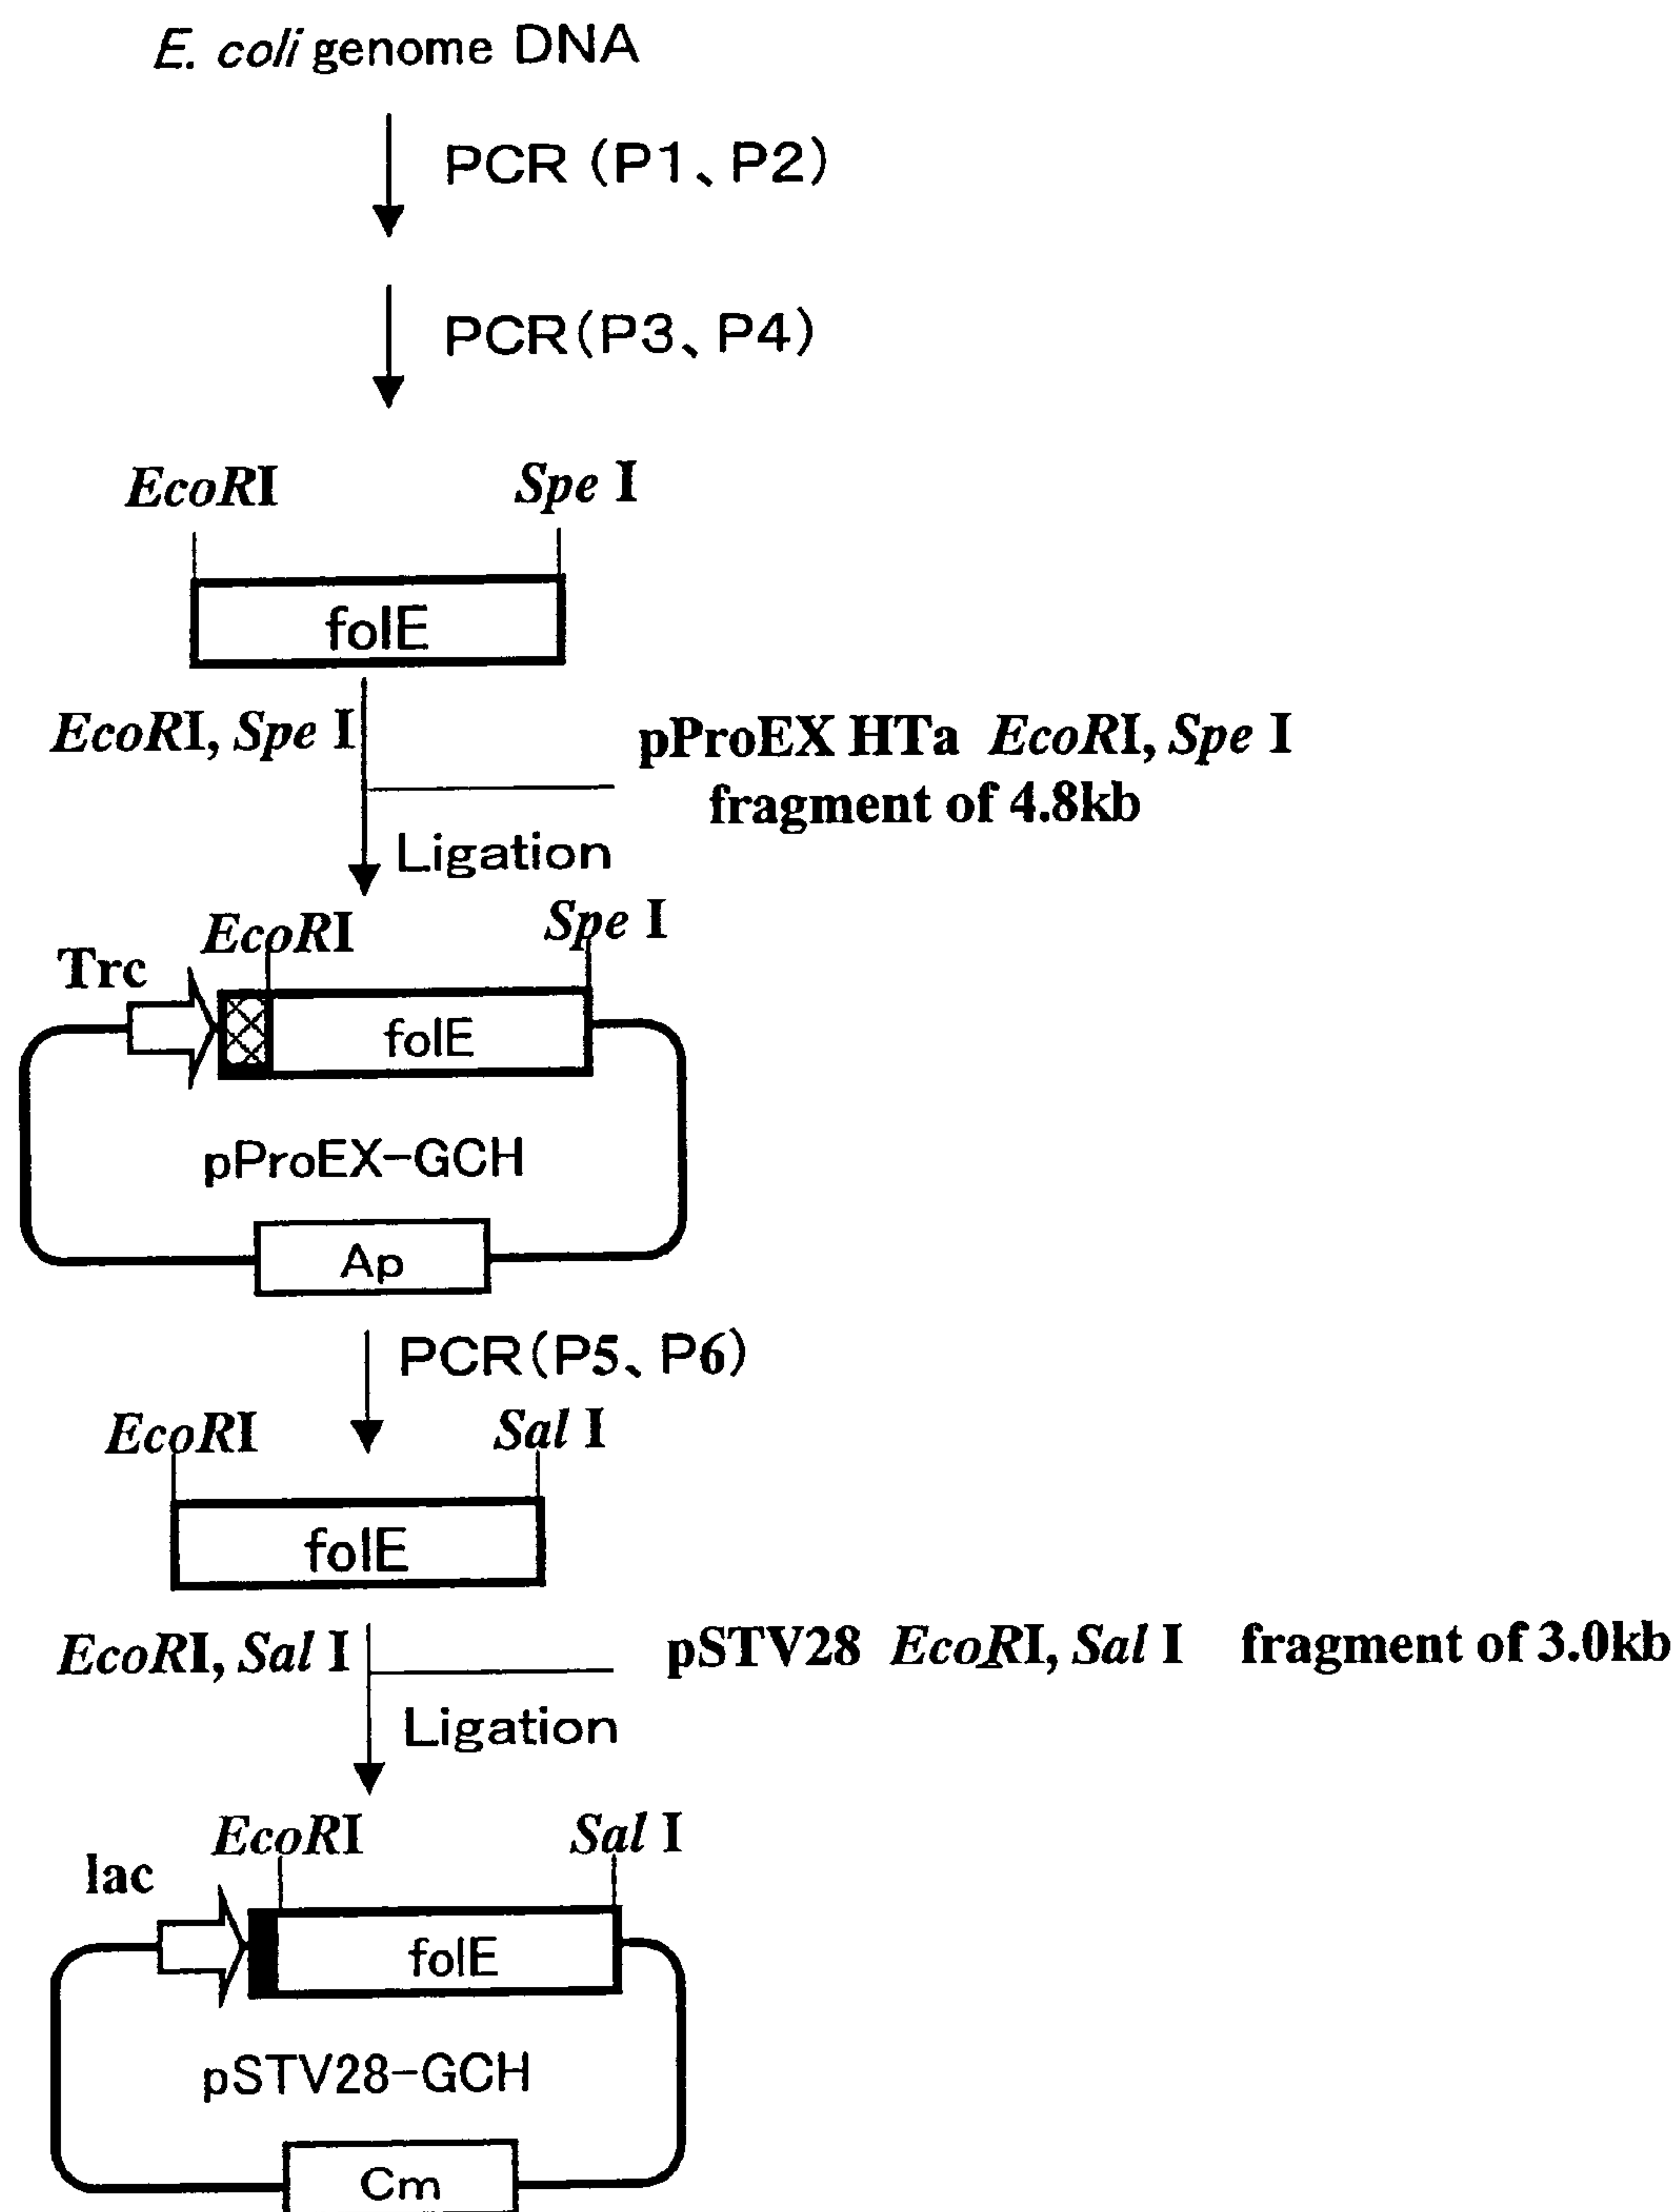 E. coli genome DNA
PCR (P1、P2)
PCR(P3、P4)
EcoRI Spe I
folE
EcoRI, Spe I
pProEX HTa EcoRI, Spe I
fragment of 4.8kb
Ligation
EcoRI Spe I
Trc
folE
pProEX-GCH
Ap
PCR(P5、P6)
EcoRI Sal I
folE
EcoRI, Sal I pSTV28 EcoRI, Sal I fragment of 3.0kb
Ligation
EcoRI Sal I
lac
folE
pSTV28-GCH
Cm